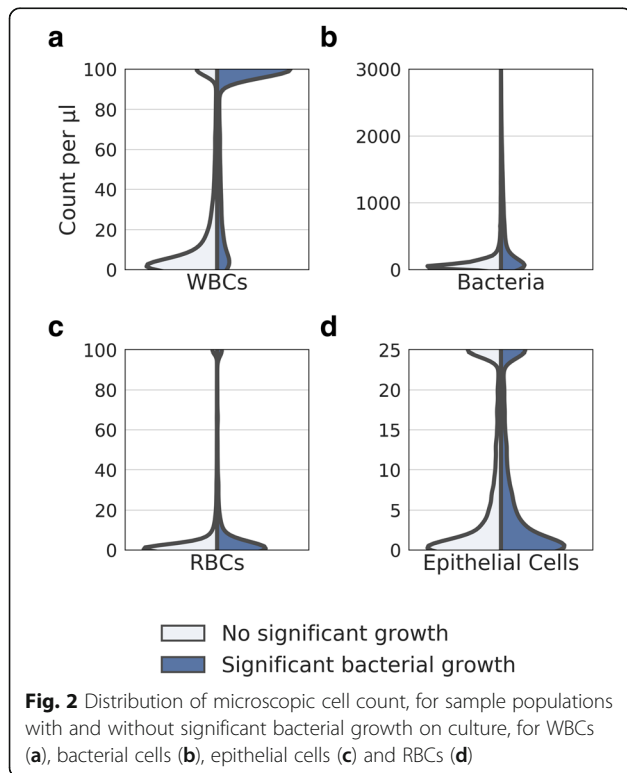 a
b
100
80
60
40
20
0
Count per µl
WBCs
3000
2000
1000
0
Bacteria
c
d
100
80
60
40
20
0
RBCs
25
20
15
10
5
0
Epithelial Cells
No significant growth
Significant bacterial growth
Fig. 2 Distribution of microscopic cell count, for sample populations
with and without significant bacterial growth on culture, for WBCs
(a), bacterial cells (b), epithelial cells (c) and RBCs (d)